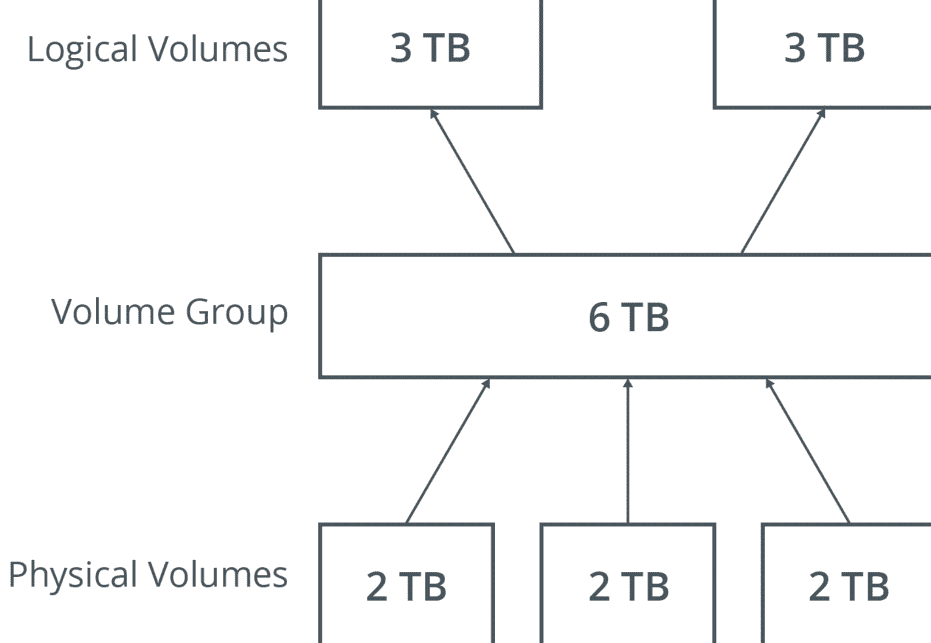 Logical Volumes
3 TB
3 TB
Volume Group
6 TB
Physical Volumes
2 TB
2 TB
2 TB